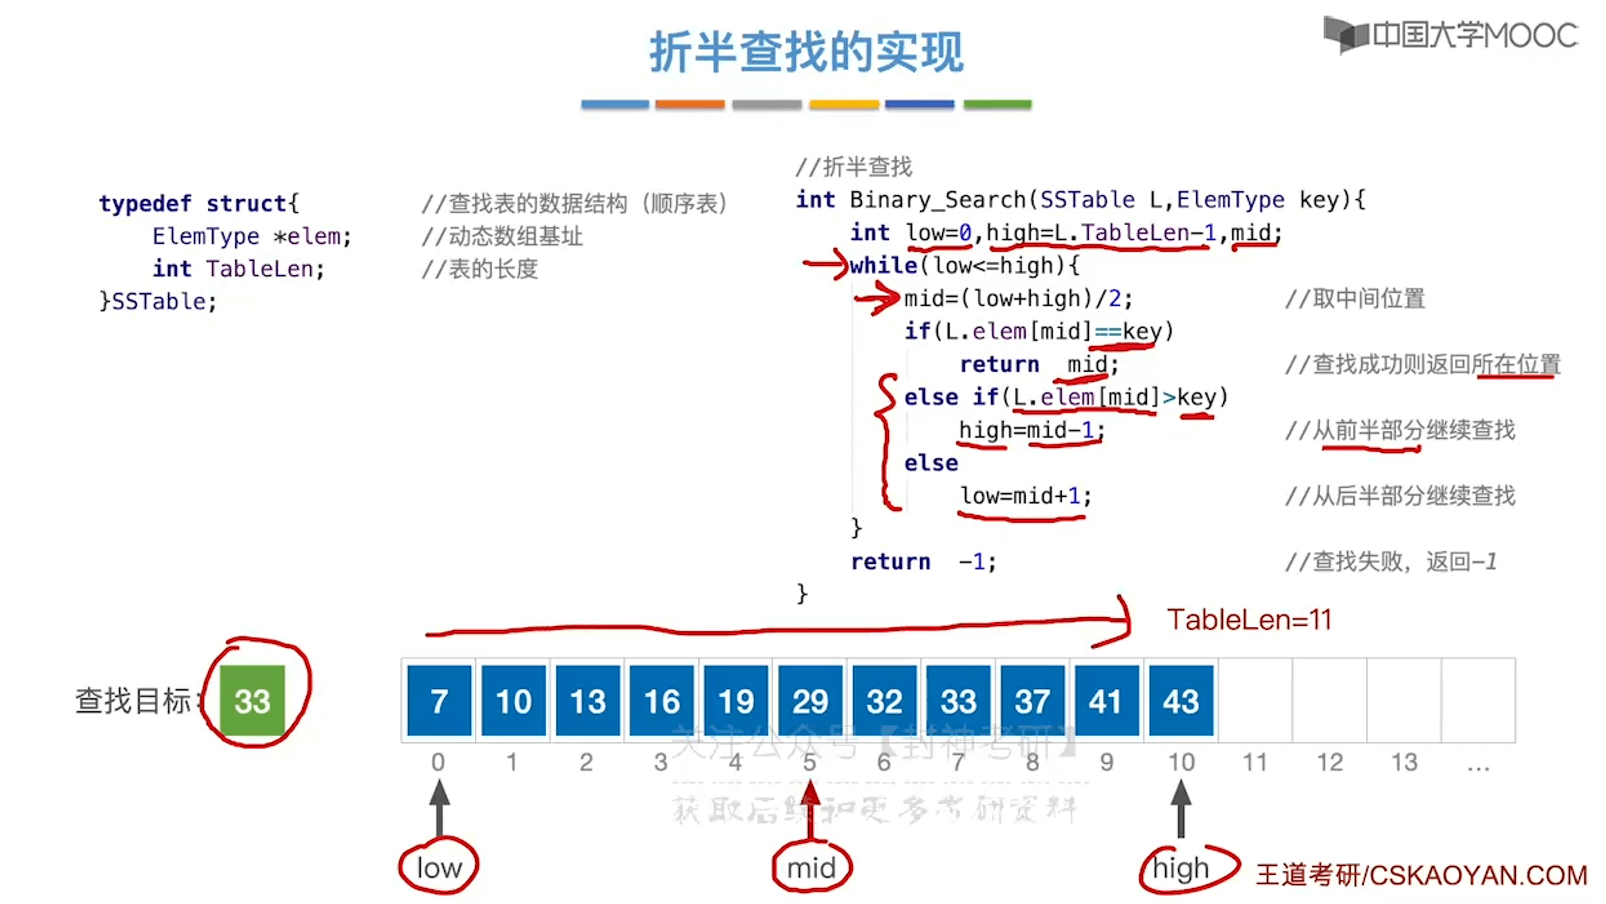 中国大学MOOC
折半查找的实现
typedef struct{ //查找表的数据结构（顺序表）
ElemType *elem; //动态数组基址
int TableLen; //表的长度
}SSTable;
//折半查找
int Binary_Search(SSTable L,ElemType key){
int low=0,high=L.TableLen-1,mid;
while(low<=high){
mid=(low+high)/2; //取中间位置
if(L.elem[mid]==key)
return mid; //查找成功则返回所在位置
else if(L.elem[mid]>key)
high=mid-1; //从前半部分继续查找
else
low=mid+1; //从后半部分继续查找
}
return -1; //查找失败，返回-1
}
TableLen=11
查找目标: 33 7 10 13 16 19 29 32 33 37 41 43
关注公众号【封神考研】
0 1 2 3 4 5 6 7 8 9 10 11 12 13 ...
获取后续和更多考研资料
low mid high
王道考研/CSKAOYAN.COM